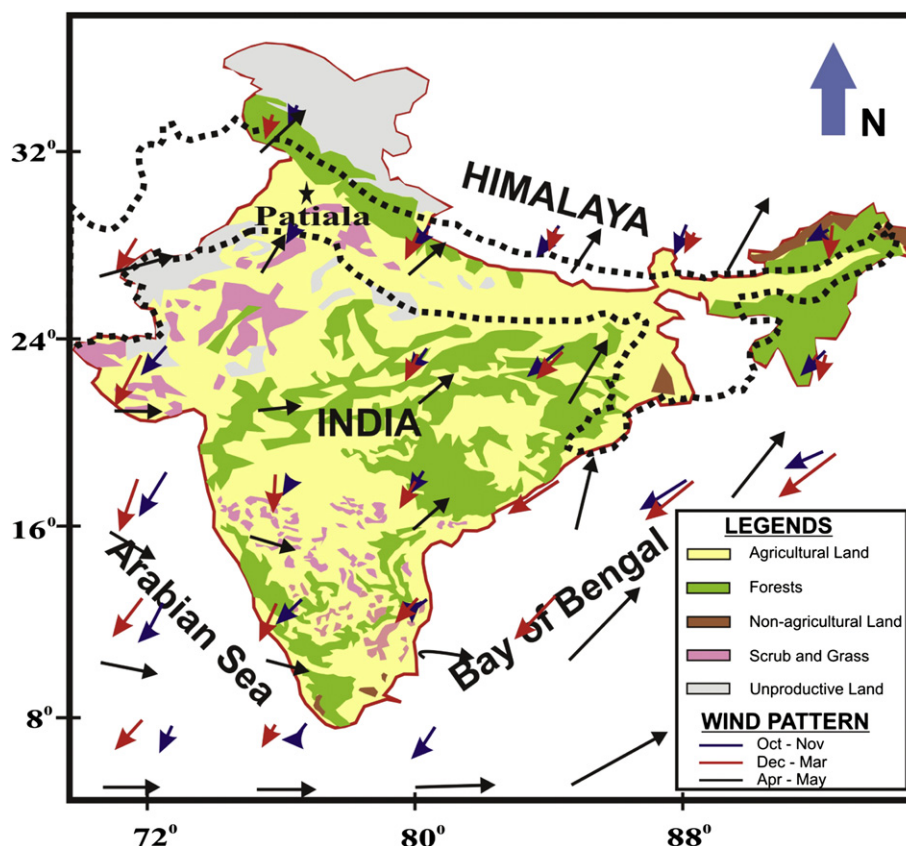 N
HIMALAYA
32°
Patiala
24°
INDIA
16°
Arabian Sea
Bay of Bengal
8°
72°
80°
88°
LEGENDS
Agricultural Land
Forests
Non-agricultural Land
Scrub and Grass
Unproductive Land
WIND PATTERN
Oct - Nov
Dec - Mar
Apr - May